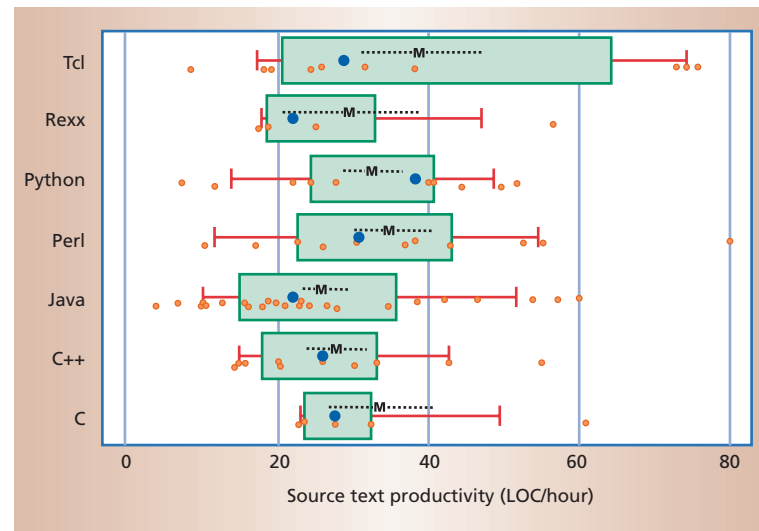 Tcl
M
Rexx
M
Python
M
Perl
M
Java
M
C++
M
C
M
0 20 40 60 80
Source text productivity (LOC/hour)